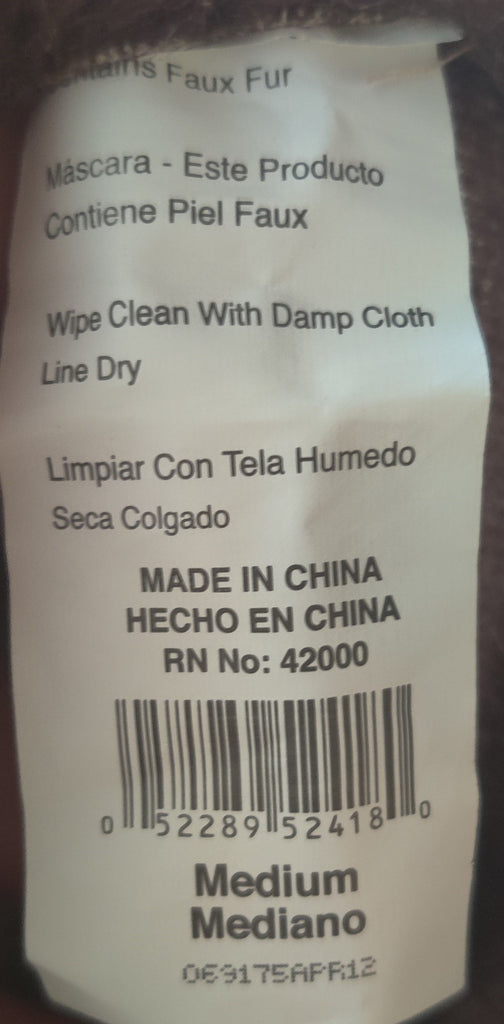 Faux Fur
Máscara - Este Producto
Contiene Piel Faux
Wipe Clean With Damp Cloth
Line Dry
Limpiar Con Tela Humedo
Seca Colgado
MADE IN CHINA
HECHO EN CHINA
RN No: 42000
0 52289 52418 0
Medium
Mediano
069175APR12